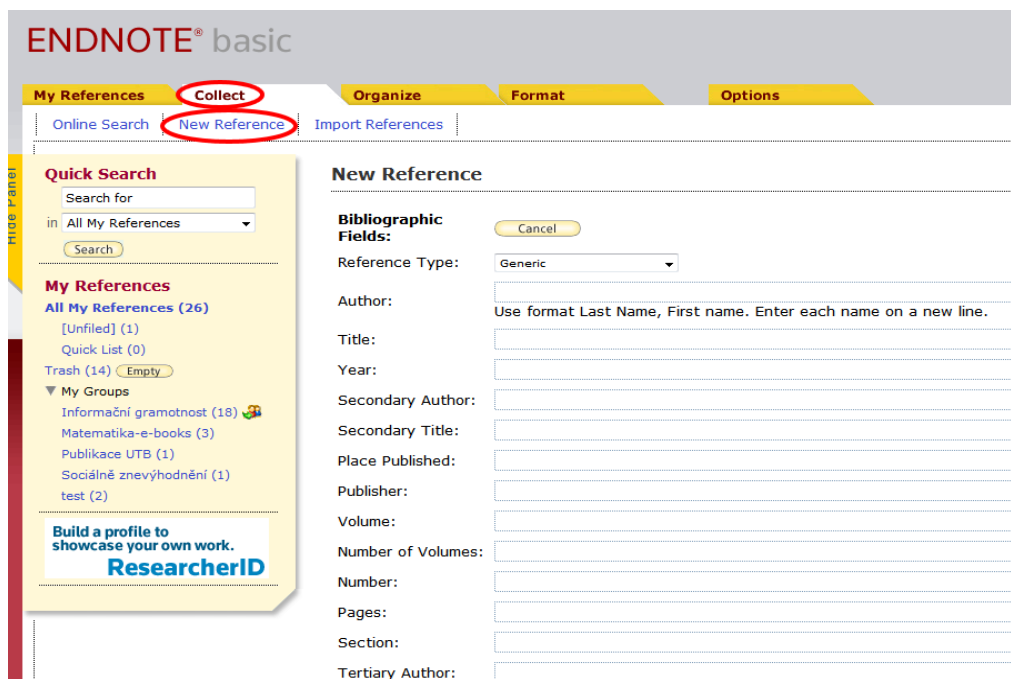 ENDNOTE® basic
My References Collect Organize Format Options
Online Search New Reference Import References
Hide Panel
Quick Search
Search for
in All My References
Search
My References
All My References (26)
[Unfiled] (1)
Quick List (0)
Trash (14) Empty
My Groups
Informační gramotnost (18)
Matematika-e-books (3)
Publikace UTB (1)
Sociálně znevýhodnění (1)
test (2)
Build a profile to
showcase your own work.
ResearcherID
New Reference
Bibliographic
Fields:
Cancel
Reference Type: Generic
Author:
Use format Last Name, First name. Enter each name on a new line.
Title:
Year:
Secondary Author:
Secondary Title:
Place Published:
Publisher:
Volume:
Number of Volumes:
Number:
Pages:
Section:
Tertiary Author: